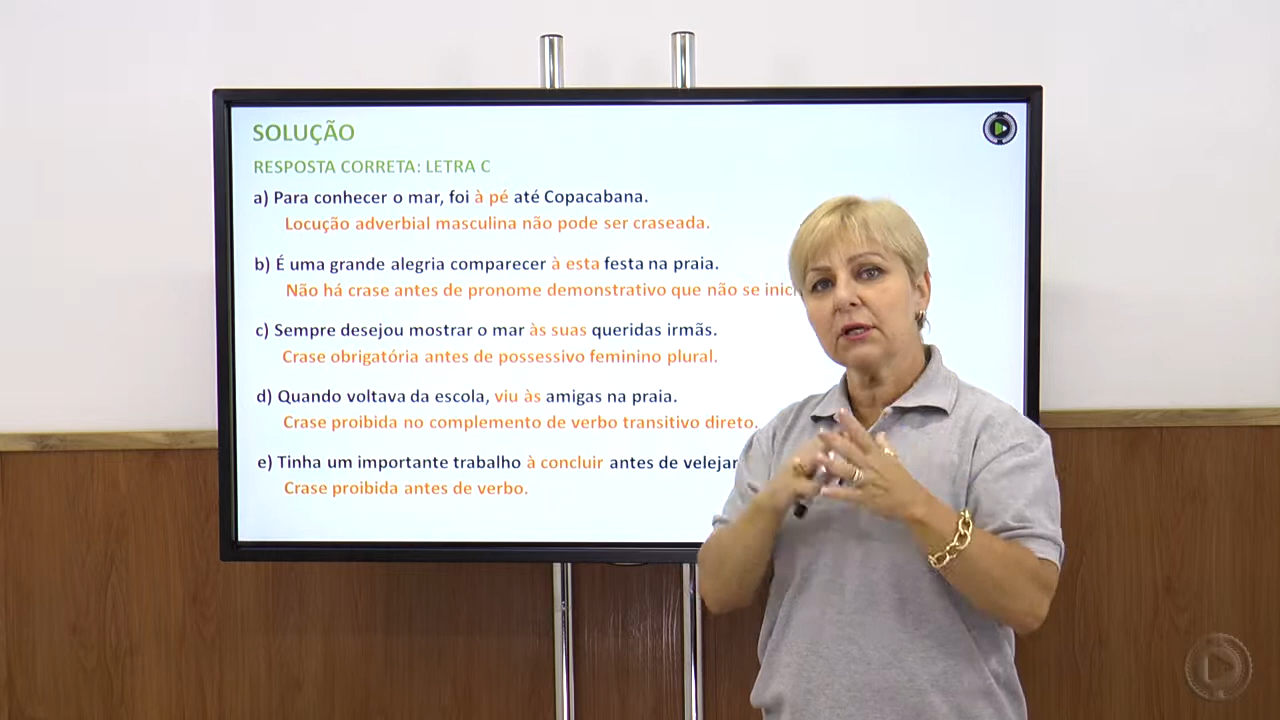 SOLUÇÃO
RESPOSTA CORRETA: LETRA C
a) Para conhecer o mar, foi à pé até Copacabana.
Locução adverbial masculina não pode ser craseada.
b) É uma grande alegria comparecer à esta festa na praia.
Não há crase antes de pronome demonstrativo que não se
c) Sempre desejou mostrar o mar às suas queridas irmãs.
Crase obrigatória antes de possessivo feminino plural.
d) Quando voltava da escola, viu às amigas na praia.
Crase proibida no complemento de verbo transitivo direto.
e) Tinha um importante trabalho à concluir antes de velejar
Crase proibida antes de verbo.